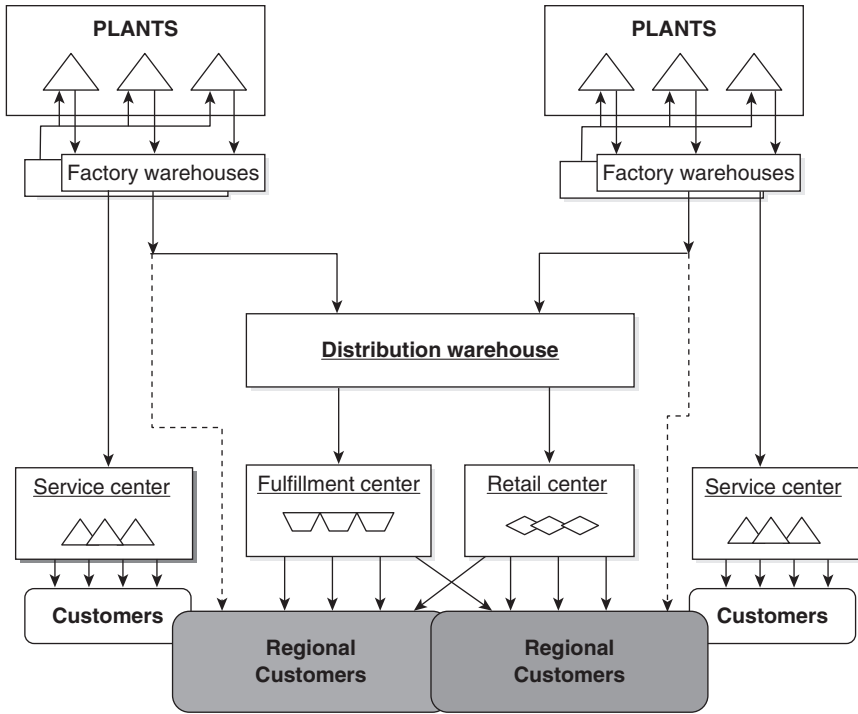 PLANTS
PLANTS
Factory warehouses
Factory warehouses
Distribution warehouse
Service center
Fulfillment center
Retail center
Service center
Customers
Regional
Customers
Regional
Customers
Customers